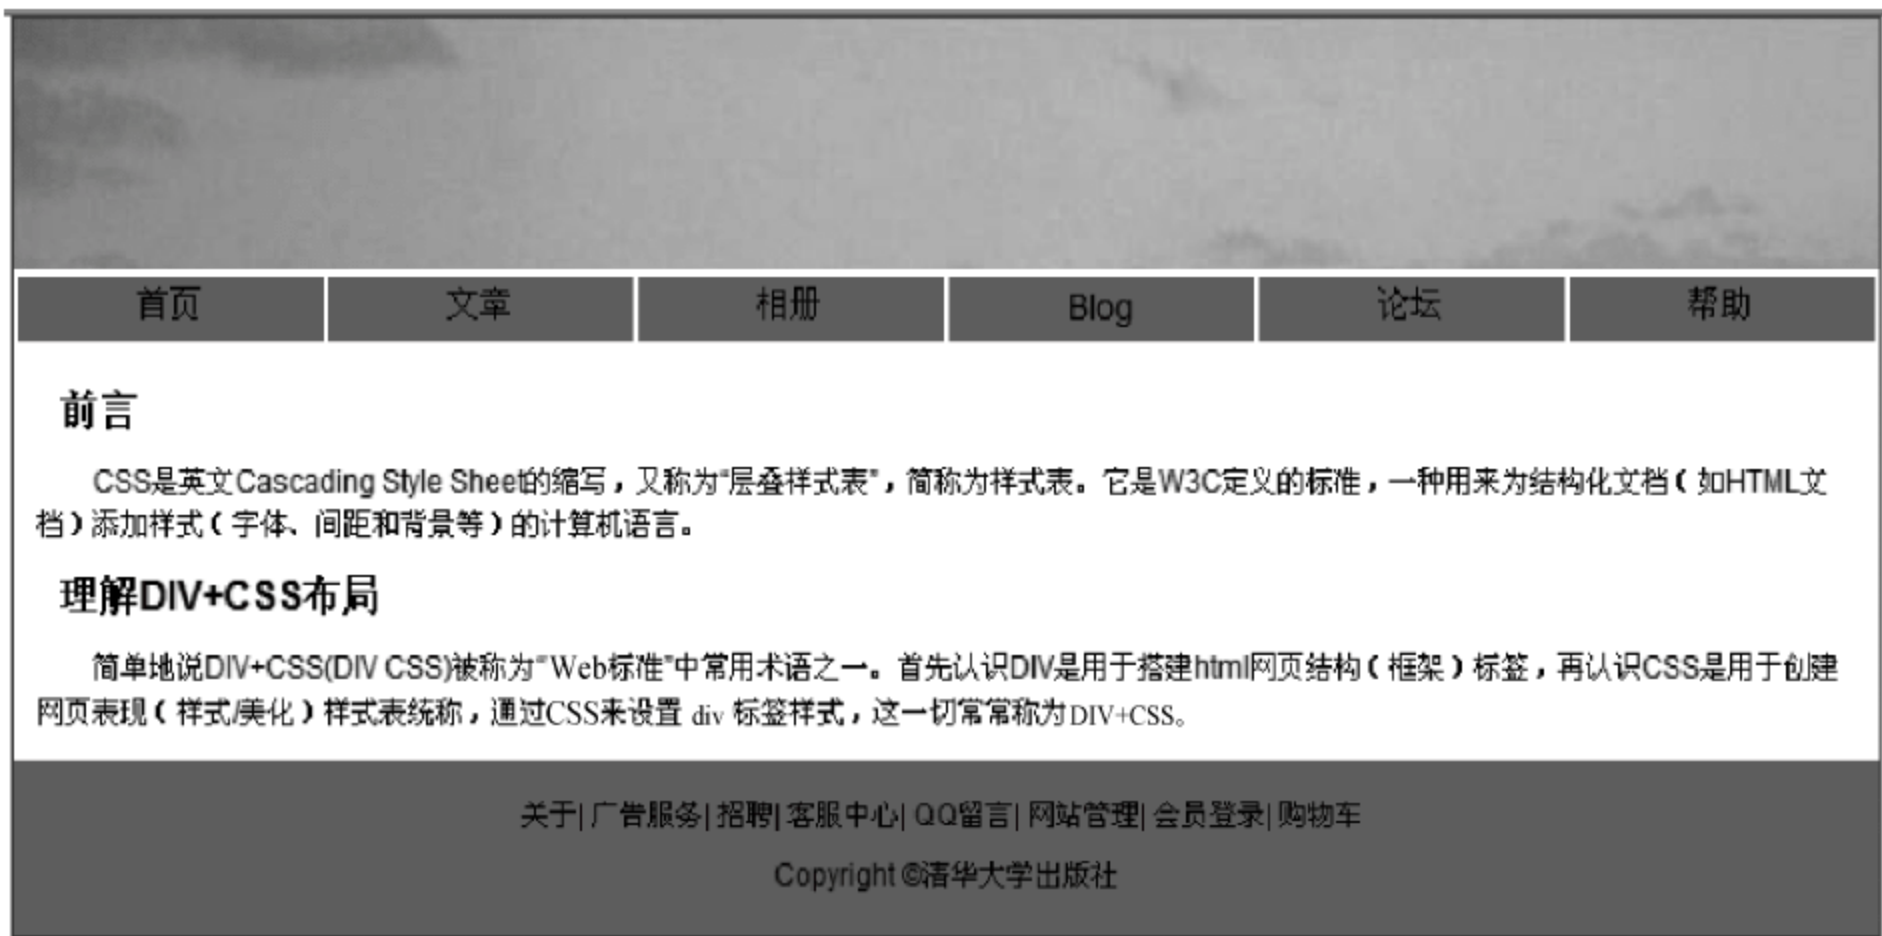 首页 文章 相册 Blog 论坛 帮助
前言
CSS是英文Cascading Style Sheet的缩写，又称为“层叠样式表”，简称为样式表。它是W3C定义的标准，一种用来为结构化文档（如HTML文
档）添加样式（字体、间距和背景等）的计算机语言。
理解DIV+CSS布局
简单地说DIV+CSS(DIV CSS)被称为“Web标准”中常用术语之一。首先认识DIV是用于搭建html网页结构（框架）标签，再认识CSS是用于创建
网页表现（样式/美化）样式表统称，通过CSS来设置 div 标签样式，这一切常常称为DIV+CSS。
关于| 广告服务| 招聘| 客服中心| QQ留言| 网站管理| 会员登录| 购物车
Copyright ©清华大学出版社